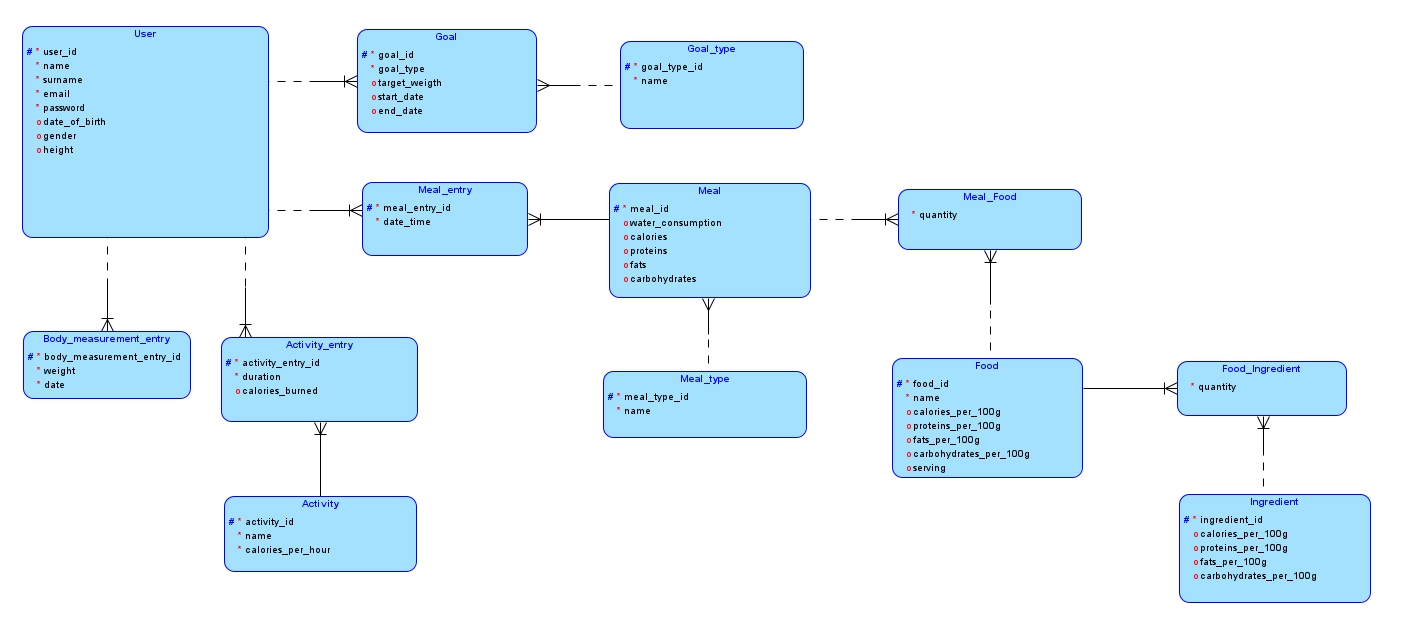 User
# * user_id
* name
* surname
* email
* password
o date_of_birth
o gender
o height
Goal
# * goal_id
* goal_type
o target_weigth
o start_date
o end_date
Goal_type
# * goal_type_id
* name
Meal_entry
# * meal_entry_id
* date_time
Meal
# * meal_id
o water_consumption
o calories
o proteins
o fats
o carbohydrates
Meal_Food
* quantity
Body_measurement_entry
# * body_measurement_entry_id
* weight
* date
Activity_entry
# * activity_entry_id
* duration
o calories_burned
Meal_type
# * meal_type_id
* name
Food
# * food_id
* name
o calories_per_100g
o proteins_per_100g
o fats_per_100g
o carbohydrates_per_100g
o serving
Food_Ingredient
* quantity
Activity
# * activity_id
* name
* calories_per_hour
Ingredient
# * ingredient_id
o calories_per_100g
o proteins_per_100g
o fats_per_100g
o carbohydrates_per_100g